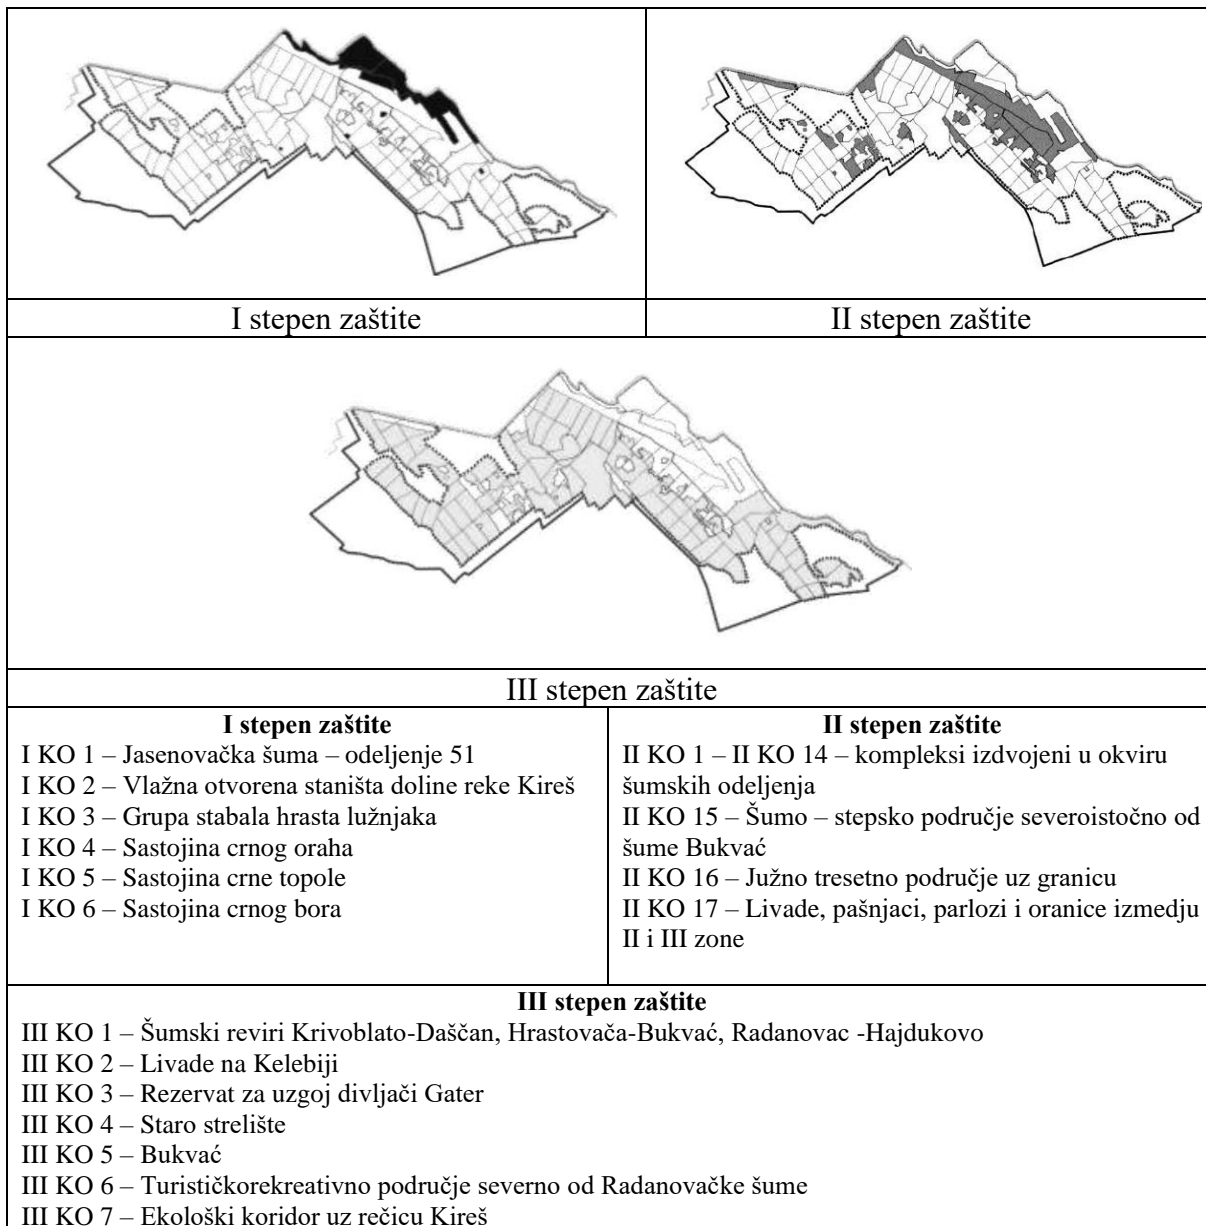 I stepen zaštite
II stepen zaštite
III stepen zaštite
I stepen zaštite
I KO 1 – Jasenovačka šuma – odeljenje 51
I KO 2 – Vlažna otvorena staništa doline reke Kireš
I KO 3 – Grupa stabala hrasta lužnjaka
I KO 4 – Sastojina crnog oraha
I KO 5 – Sastojina crne topole
I KO 6 – Sastojina crnog bora
II stepen zaštite
II KO 1 – II KO 14 – kompleksi izdvojeni u okviru
šumskih odeljenja
II KO 15 – Šumo – stepsko područje severoistočno od
šume Bukvać
II KO 16 – Južno tresetno područje uz granicu
II KO 17 – Livade, pašnjaci, parlozi i oranice izmedju
II i III zone
III stepen zaštite
III KO 1 – Šumski reviri Krivoblato-Daščan, Hrastovača-Bukvać, Radanovac -Hajdukovo
III KO 2 – Livade na Kelebiji
III KO 3 – Rezervat za uzgoj divljači Gater
III KO 4 – Staro strelište
III KO 5 – Bukvać
III KO 6 – Turističkorekreativno područje severno od Radanovačke šume
III KO 7 – Ekološki koridor uz rečicu Kireš